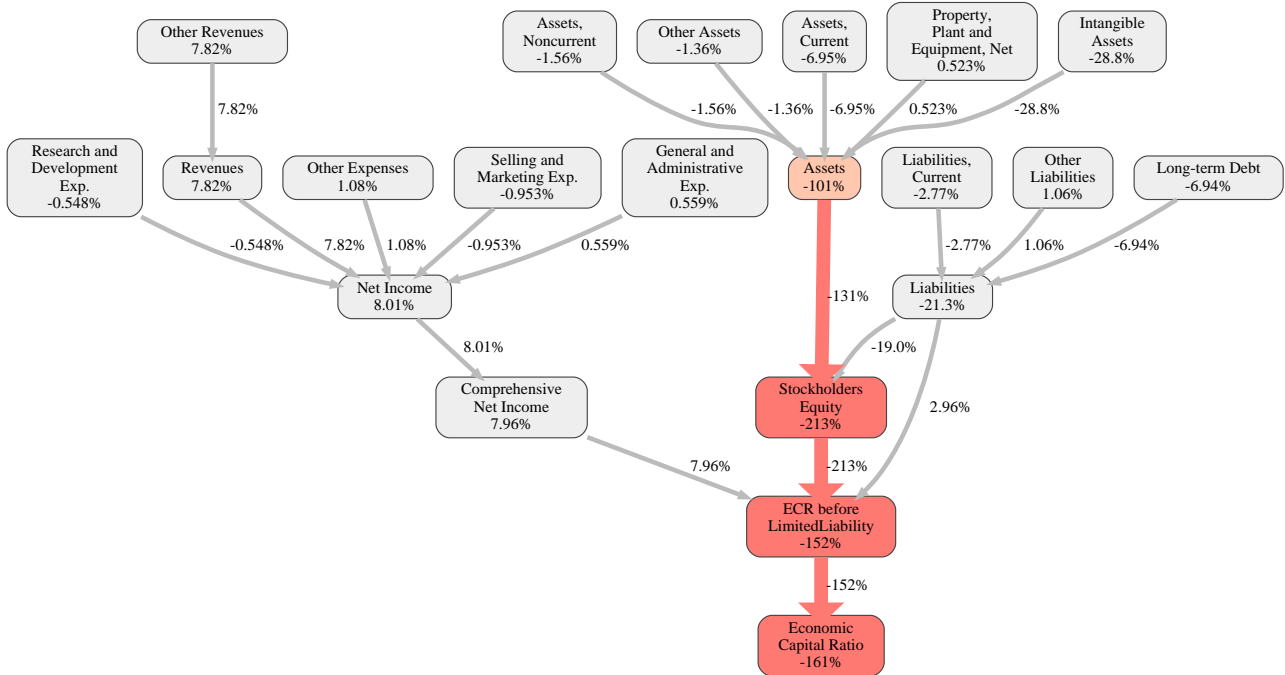 Other Revenues
7.82%
Assets,
Noncurrent
-1.56%
Other Assets
-1.36%
Assets,
Current
-6.95%
Property,
Plant and
Equipment, Net
0.523%
Intangible
Assets
-28.8%
7.82%
-1.56%
-1.36%
-6.95%
0.523%
-28.8%
Research and
Development
Exp.
-0.548%
Revenues
7.82%
Other Expenses
1.08%
Selling and
Marketing Exp.
-0.953%
General and
Administrative
Exp.
0.559%
Assets
-101%
Liabilities,
Current
-2.77%
Other
Liabilities
1.06%
Long-term Debt
-6.94%
-0.548%
7.82%
1.08%
-0.953%
0.559%
-2.77%
1.06%
-6.94%
Net Income
8.01%
-131%
Liabilities
-21.3%
8.01%
-19.0%
Comprehensive
Net Income
7.96%
Stockholders
Equity
-213%
2.96%
7.96%
-213%
ECR before
LimitedLiability
-152%
-152%
Economic
Capital Ratio
-161%